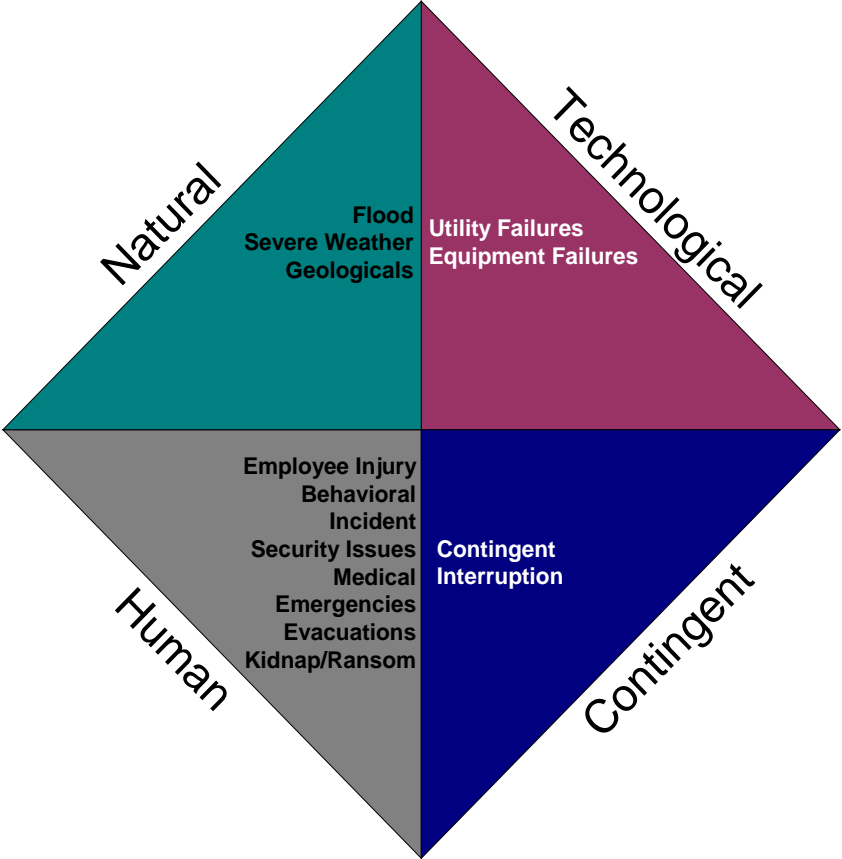 Natural
Technological
Flood
Severe Weather
Geologicals
Utility Failures
Equipment Failures
Employee Injury
Behavioral
Incident
Security Issues
Medical
Emergencies
Evacuations
Kidnap/Ransom
Contingent
Interruption
Human
Contingent